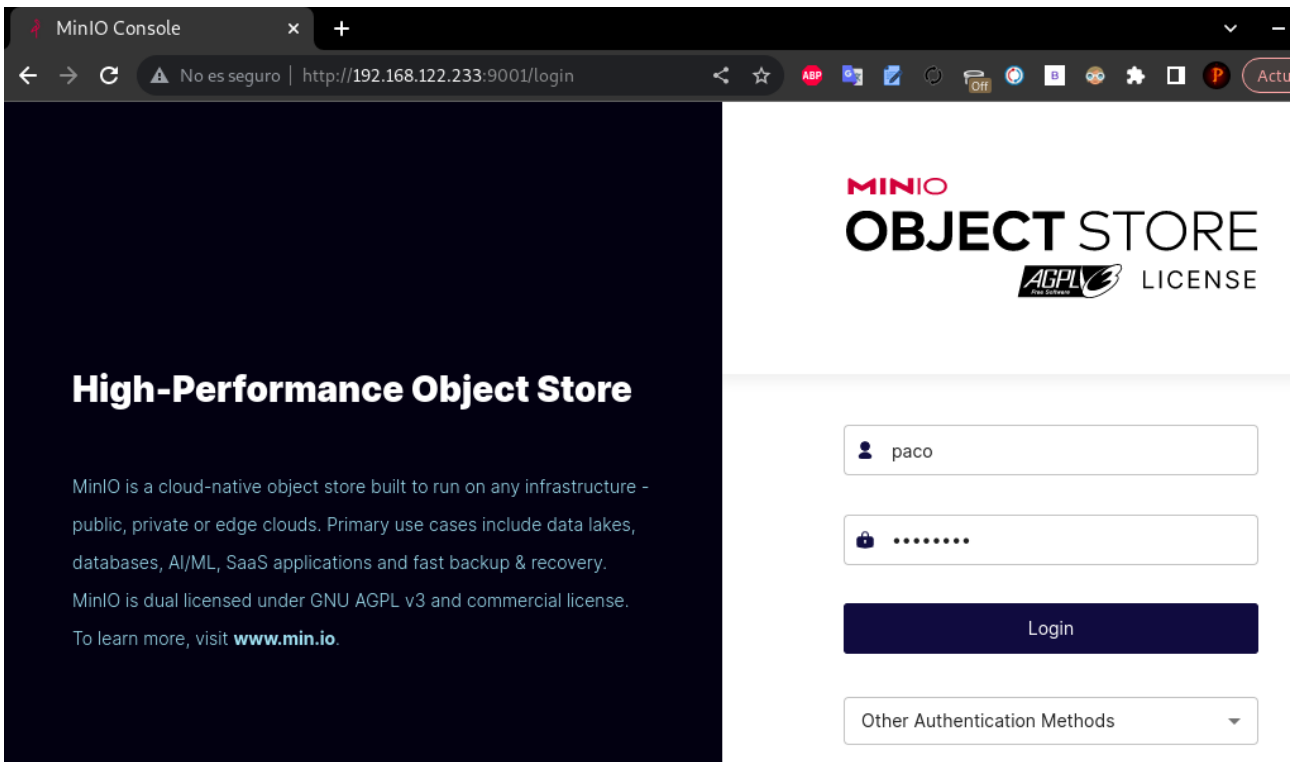 MinIO Console
No es seguro | http://192.168.122.233:9001/login
ABP
Off
B
P
Actu
MINIO
OBJECT STORE
AGPLV3 LICENSE
Free Software
High-Performance Object Store
MinIO is a cloud-native object store built to run on any infrastructure -
public, private or edge clouds. Primary use cases include data lakes,
databases, AI/ML, SaaS applications and fast backup & recovery.
MinIO is dual licensed under GNU AGPL v3 and commercial license.
To learn more, visit www.min.io.
paco
••••••••
Login
Other Authentication Methods